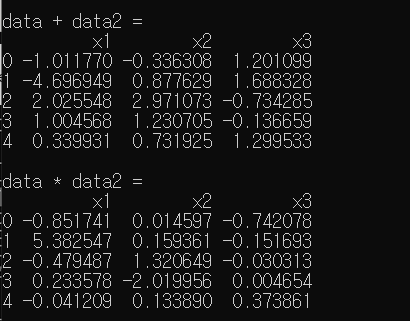 data + data2 =
x1 x2 x3
0 -1.011770 -0.336308 1.201099
1 -4.696949 0.877629 1.688328
2 2.025548 2.971073 -0.734285
3 1.004568 1.230705 -0.136659
4 0.339931 0.731925 1.299533
data * data2 =
x1 x2 x3
0 -0.851741 0.014597 -0.742078
1 5.382547 0.159361 -0.151693
2 -0.479487 1.320649 -0.030313
3 0.233578 -2.019956 0.004654
4 -0.041209 0.133890 0.373861